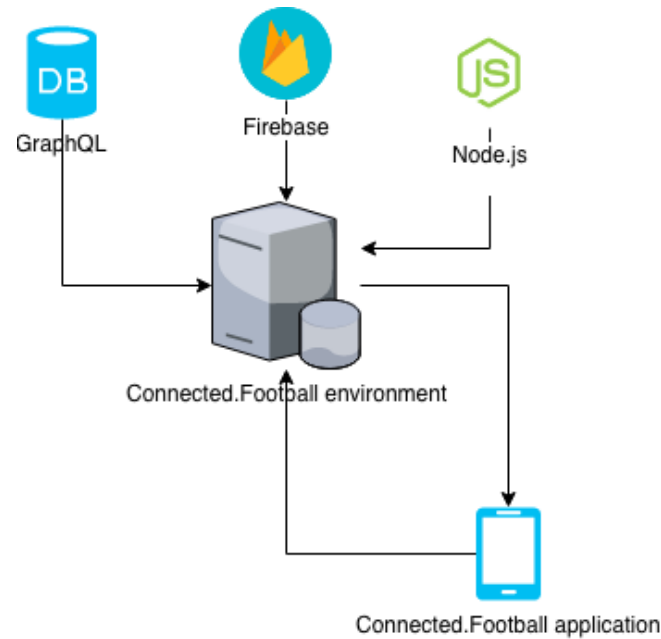 DB
GraphQL
Firebase
JS
Node.js
Connected.Football environment
Connected.Football application